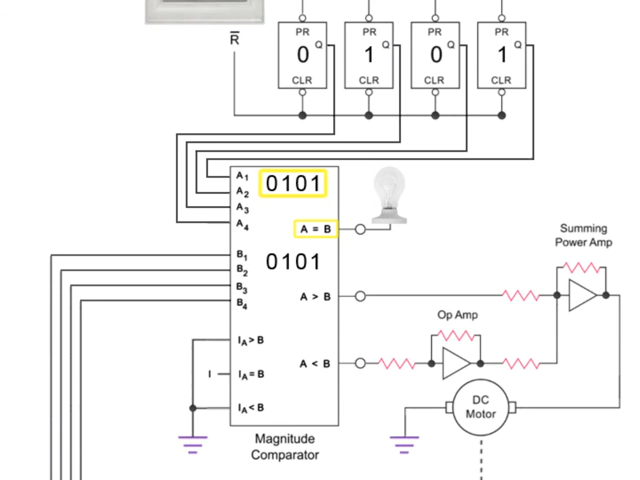 R̅
PR
0
Q
CLR
PR
1
Q
CLR
PR
0
Q
CLR
PR
1
Q
CLR
A1
A2
A3
A4
0101
A = B
B1
B2
B3
B4
0101
A > B
IA > B
I
IA = B
IA < B
A < B
Magnitude
Comparator
Op Amp
Summing
Power Amp
DC
Motor